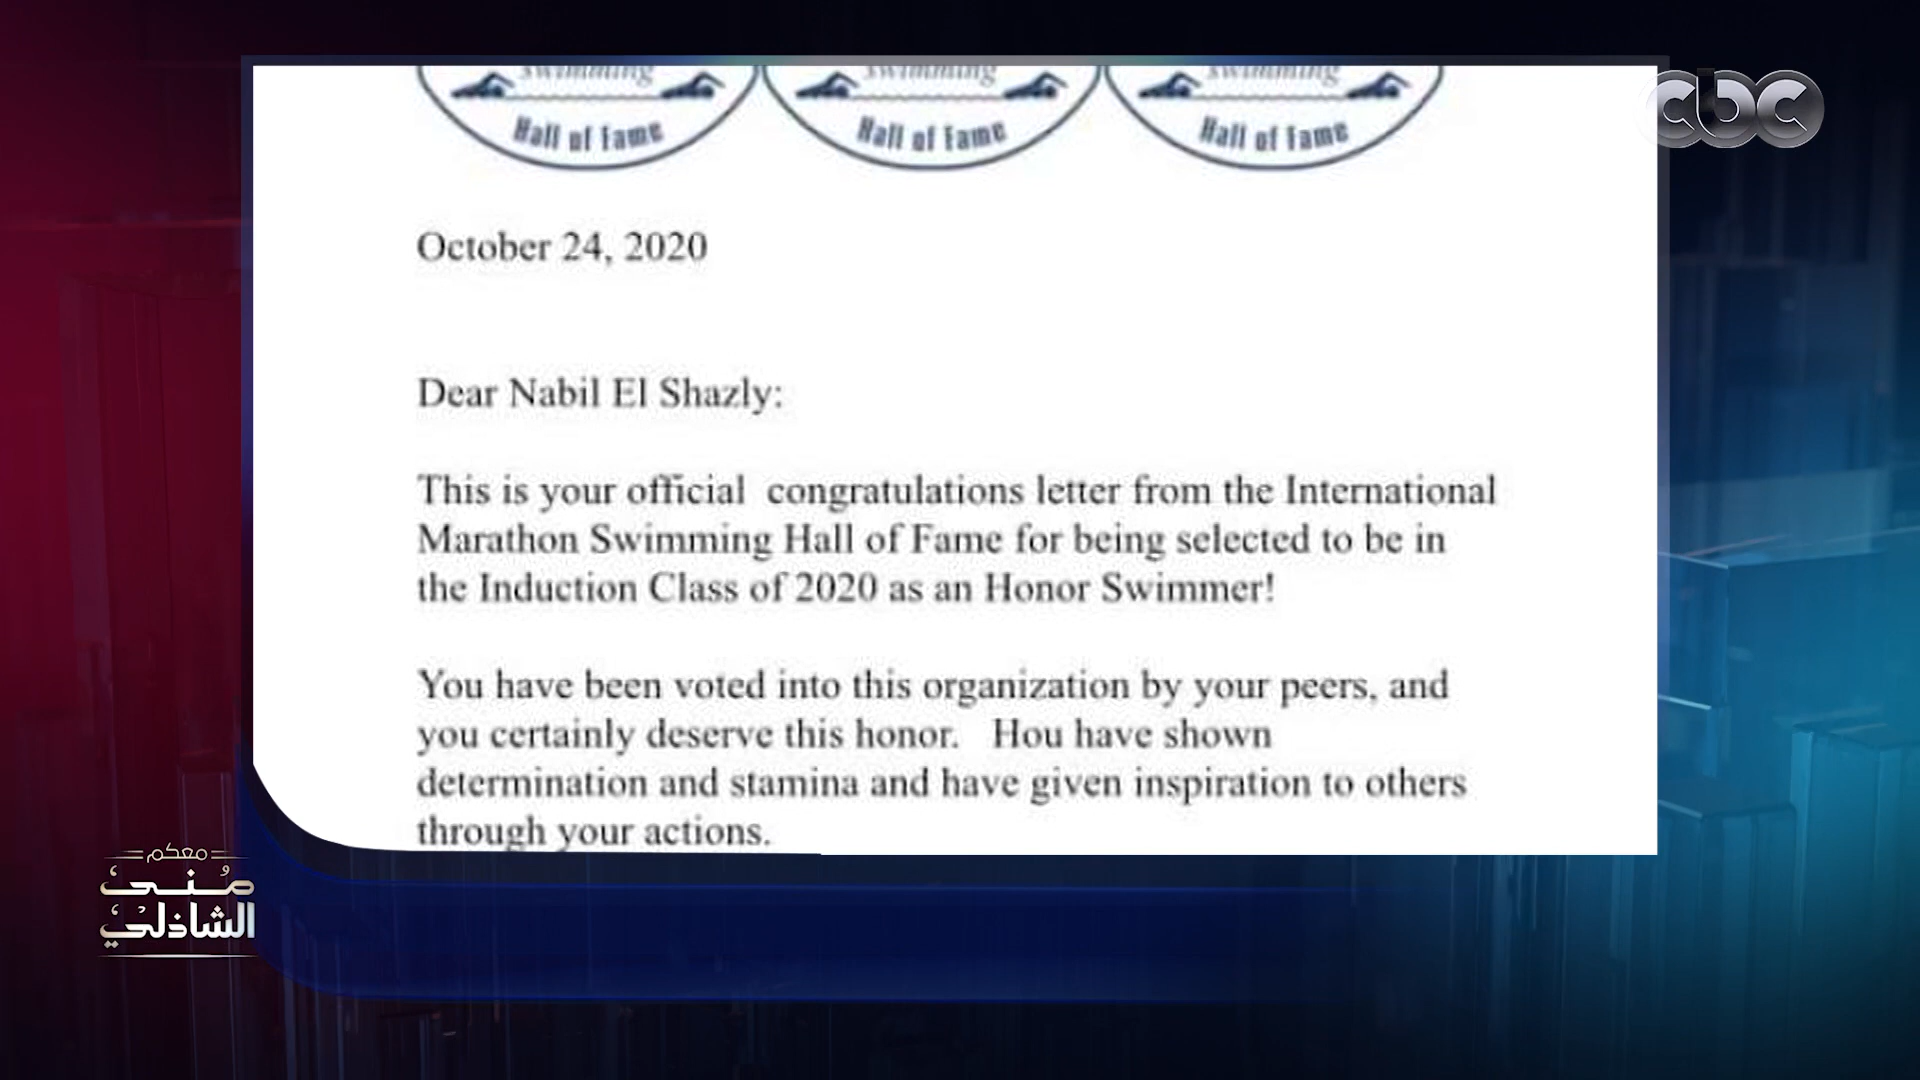 swimming swimming swimming
Hall of Fame Hall of Fame Hall of Fame
cbc
October 24, 2020
Dear Nabil El Shazly:
This is your official congratulations letter from the International
Marathon Swimming Hall of Fame for being selected to be in
the Induction Class of 2020 as an Honor Swimmer!
You have been voted into this organization by your peers, and
you certainly deserve this honor. Hou have shown
determination and stamina and have given inspiration to others
through your actions.
معكم
مُنى
الشاذلي